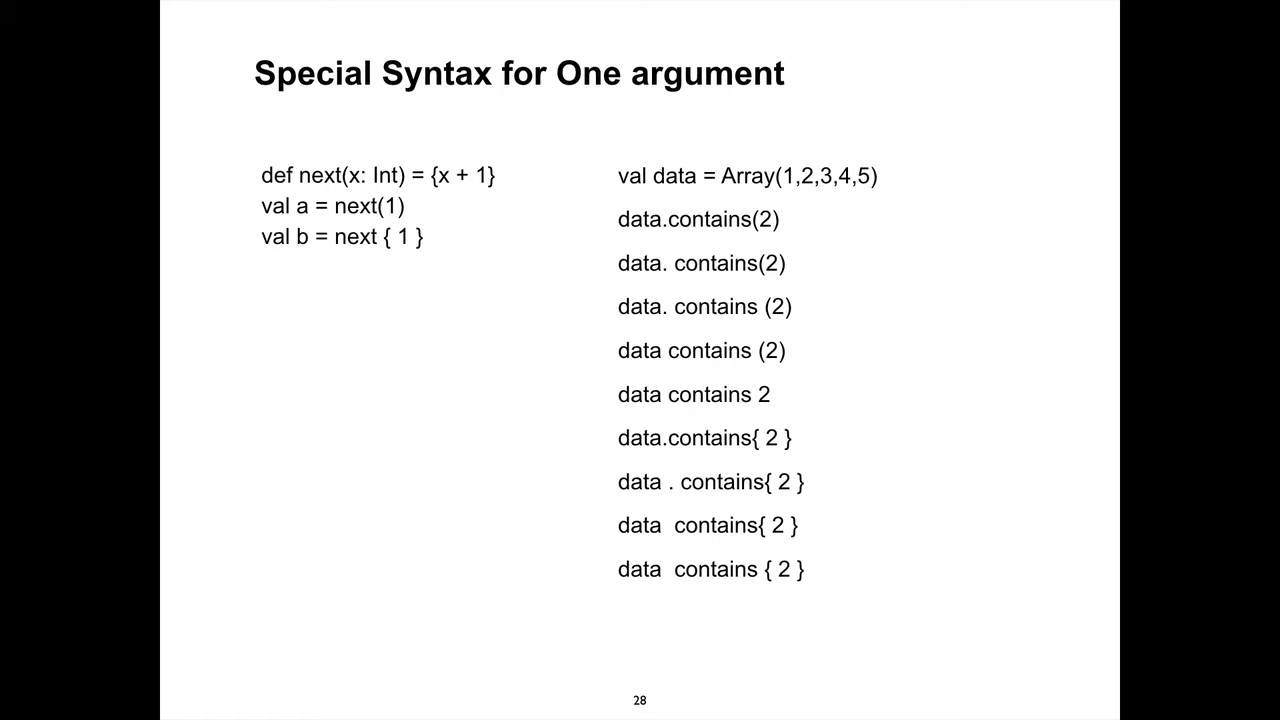 Special Syntax for One argument
def next(x: Int) = {x + 1}
val a = next(1)
val b = next { 1 }
val data = Array(1,2,3,4,5)
data.contains(2)
data. contains(2)
data. contains (2)
data contains (2)
data contains 2
data.contains{ 2 }
data . contains{ 2 }
data  contains{ 2 }
data  contains { 2 }
28